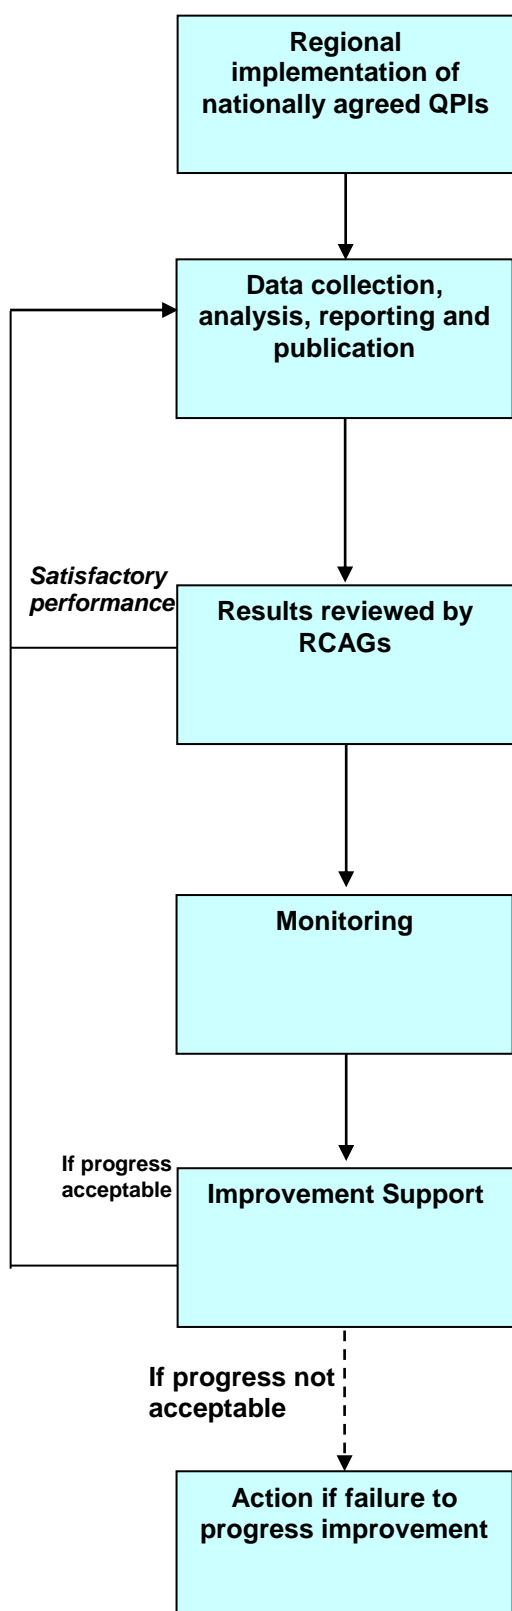 Regional
implementation of
nationally agreed QPIs
Data collection,
analysis, reporting and
publication
Satisfactory
performance
Results reviewed by
RCAGs
Monitoring
If progress
acceptable
Improvement Support
If progress not
acceptable
Action if failure to
progress improvement